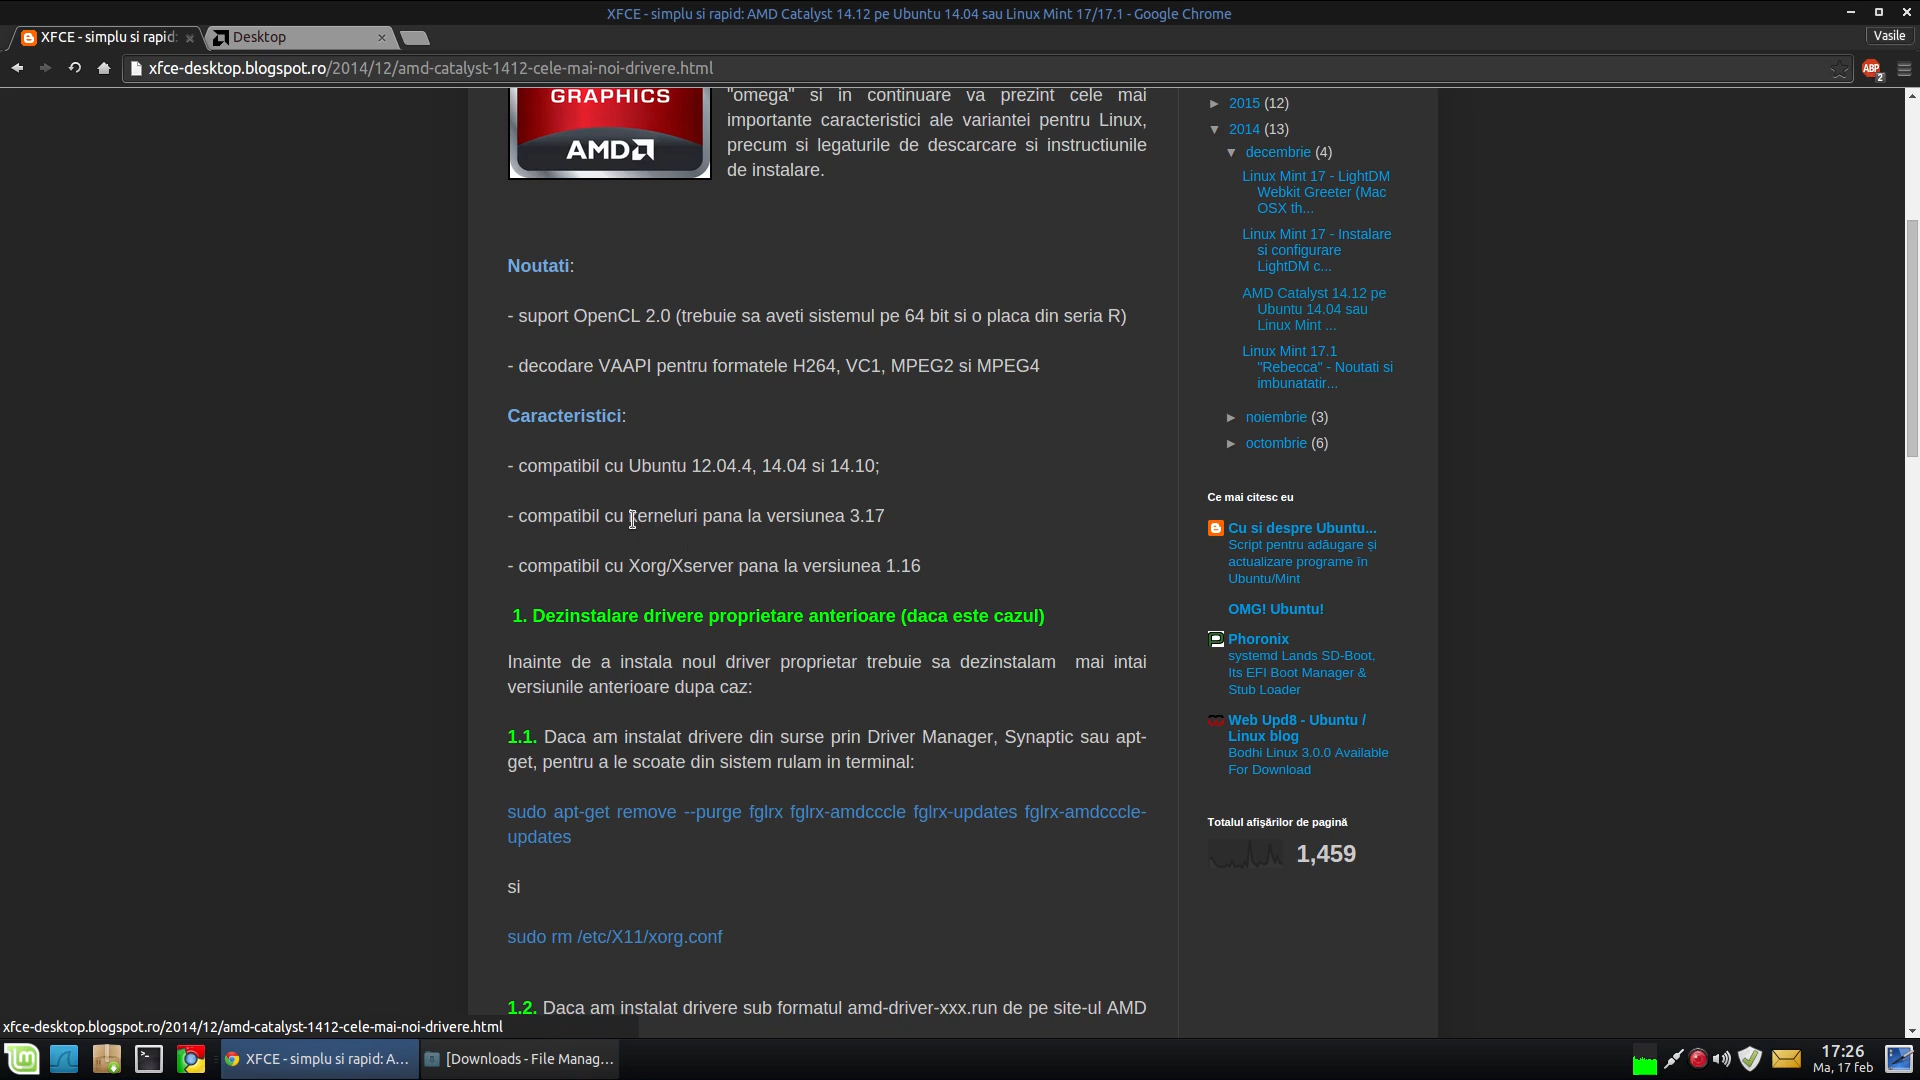 XFCE - simplu si rapid: AMD Catalyst 14.12 pe Ubuntu 14.04 sau Linux Mint 17/17.1 - Google Chrome
XFCE - simplu si rapid:
Desktop
Vasile
xfce-desktop.blogspot.ro/2014/12/amd-catalyst-1412-cele-mai-noi-drivere.html
ABP
2
GRAPHICS
AMD
"omega" si in continuare va prezint cele mai
importante caracteristici ale variantei pentru Linux,
precum si legaturile de descarcare si instructiunile
de instalare.
Noutati:
- suport OpenCL 2.0 (trebuie sa aveti sistemul pe 64 bit si o placa din seria R)
- decodare VAAPI pentru formatele H264, VC1, MPEG2 si MPEG4
Caracteristici:
- compatibil cu Ubuntu 12.04.4, 14.04 si 14.10;
- compatibil cu kerneluri pana la versiunea 3.17
- compatibil cu Xorg/Xserver pana la versiunea 1.16
1. Dezinstalare drivere proprietare anterioare (daca este cazul)
Inainte de a instala noul driver proprietar trebuie sa dezinstalam mai intai
versiunile anterioare dupa caz:
1.1. Daca am instalat drivere din surse prin Driver Manager, Synaptic sau apt-
get, pentru a le scoate din sistem rulam in terminal:
sudo apt-get remove --purge fglrx fglrx-amdcccle fglrx-updates fglrx-amdcccle-
updates
si
sudo rm /etc/X11/xorg.conf
1.2. Daca am instalat drivere sub formatul amd-driver-xxx.run de pe site-ul AMD
► 2015 (12)
▼ 2014 (13)
▼ decembrie (4)
Linux Mint 17 - LightDM
Webkit Greeter (Mac
OSX th...
Linux Mint 17 - Instalare
si configurare
LightDM c...
AMD Catalyst 14.12 pe
Ubuntu 14.04 sau
Linux Mint ...
Linux Mint 17.1
"Rebecca" - Noutati si
imbunatatir...
► noiembrie (3)
► octombrie (6)
Ce mai citesc eu
Cu si despre Ubuntu...
Script pentru adăugare și
actualizare programe în
Ubuntu/Mint
OMG! Ubuntu!
Phoronix
systemd Lands SD-Boot,
Its EFI Boot Manager &
Stub Loader
Web Upd8 - Ubuntu /
Linux blog
Bodhi Linux 3.0.0 Available
For Download
Totalul afișărilor de pagină
1,459
xfce-desktop.blogspot.ro/2014/12/amd-catalyst-1412-cele-mai-noi-drivere.html
XFCE - simplu si rapid: A...
[Downloads - File Manag...
17:26
Ma, 17 feb